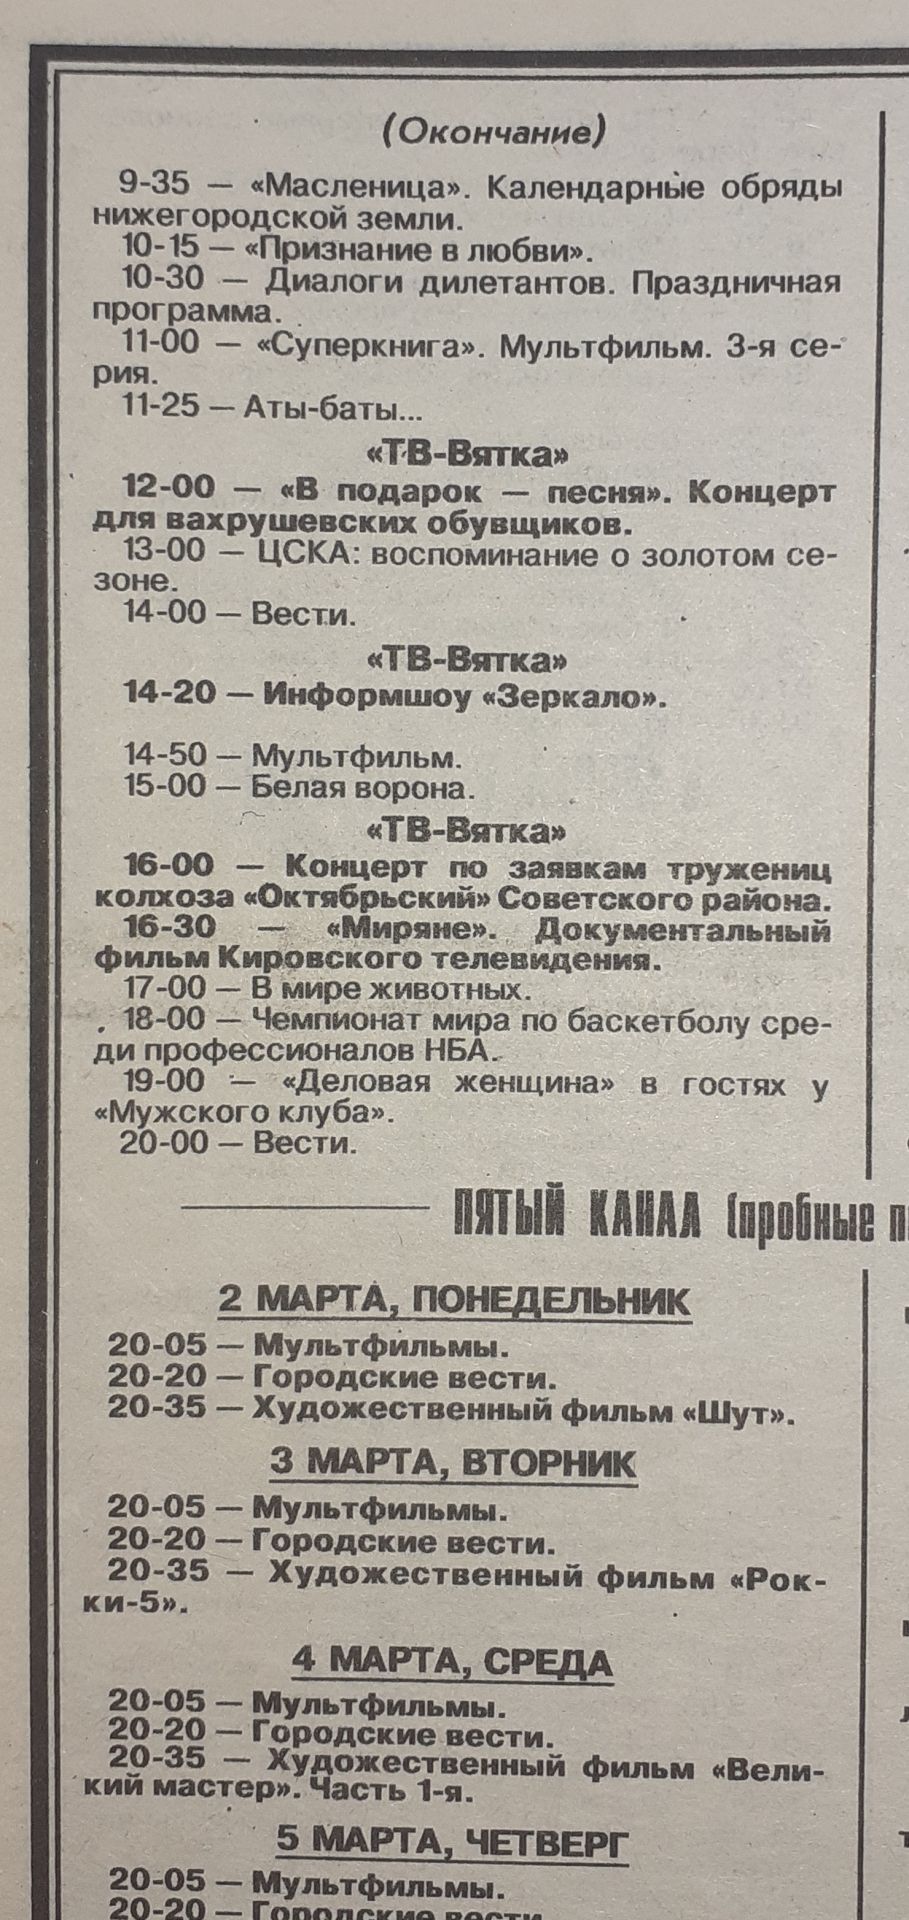 (Окончание)
9-35 — «Масленица». Календарные обряды
нижегородской земли.
10-15 — «Признание в любви».
10-30 — Диалоги дилетантов. Праздничная
программа.
11-00 — «Суперкнига». Мультфильм. 3-я се-
рия.
11-25 — Аты-баты...
«ТВ-Вятка»
12-00 — «В подарок — песня». Концерт
для вахрушевских обувщиков.
13-00 — ЦСКА: воспоминание о золотом се-
зоне.
14-00 — Вести.
«ТВ-Вятка»
14-20 — Информшоу «Зеркало».
14-50 — Мультфильм.
15-00 — Белая ворона.
«ТВ-Вятка»
16-00 — Концерт по заявкам тружениц
колхоза «Октябрьский» Советского района.
16-30 — «Миряне». Документальный
фильм Кировского телевидения.
17-00 — В мире животных.
18-00 — Чемпионат мира по баскетболу сре-
ди профессионалов НБА.
19-00 — «Деловая женщина» в гостях у
«Мужского клуба».
20-00 — Вести.
ПЯТЫЙ КАНАЛ (пробные
2 МАРТА, ПОНЕДЕЛЬНИК
20-05 — Мультфильмы.
20-20 — Городские вести.
20-35 — Художественный фильм «Шут».
3 МАРТА, ВТОРНИК
20-05 — Мультфильмы.
20-20 — Городские вести.
20-35 — Художественный фильм «Рок-
ки-5».
4 МАРТА, СРЕДА
20-05 — Мультфильмы.
20-20 — Городские вести.
20-35 — Художественный фильм «Вели-
кий мастер». Часть 1-я.
5 МАРТА, ЧЕТВЕРГ
20-05 — Мультфильмы.
20-20 — Городские вести.